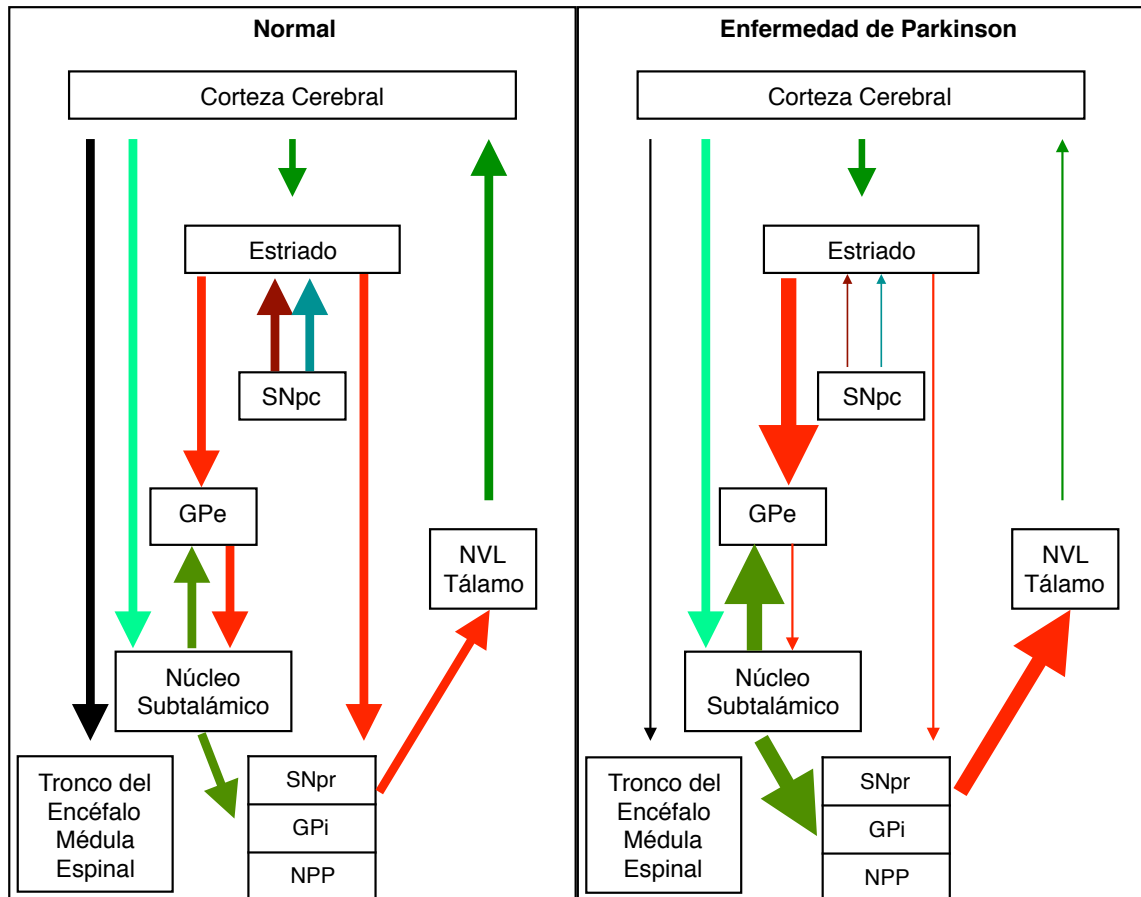 Normal
Corteza Cerebral
Estriado
SNpc
GPe
NVL
Tálamo
Núcleo
Subtalámico
Tronco del
Encéfalo
Médula
Espinal
SNpr
GPi
NPP
Enfermedad de Parkinson
Corteza Cerebral
Estriado
SNpc
GPe
NVL
Tálamo
Núcleo
Subtalámico
Tronco del
Encéfalo
Médula
Espinal
SNpr
GPi
NPP